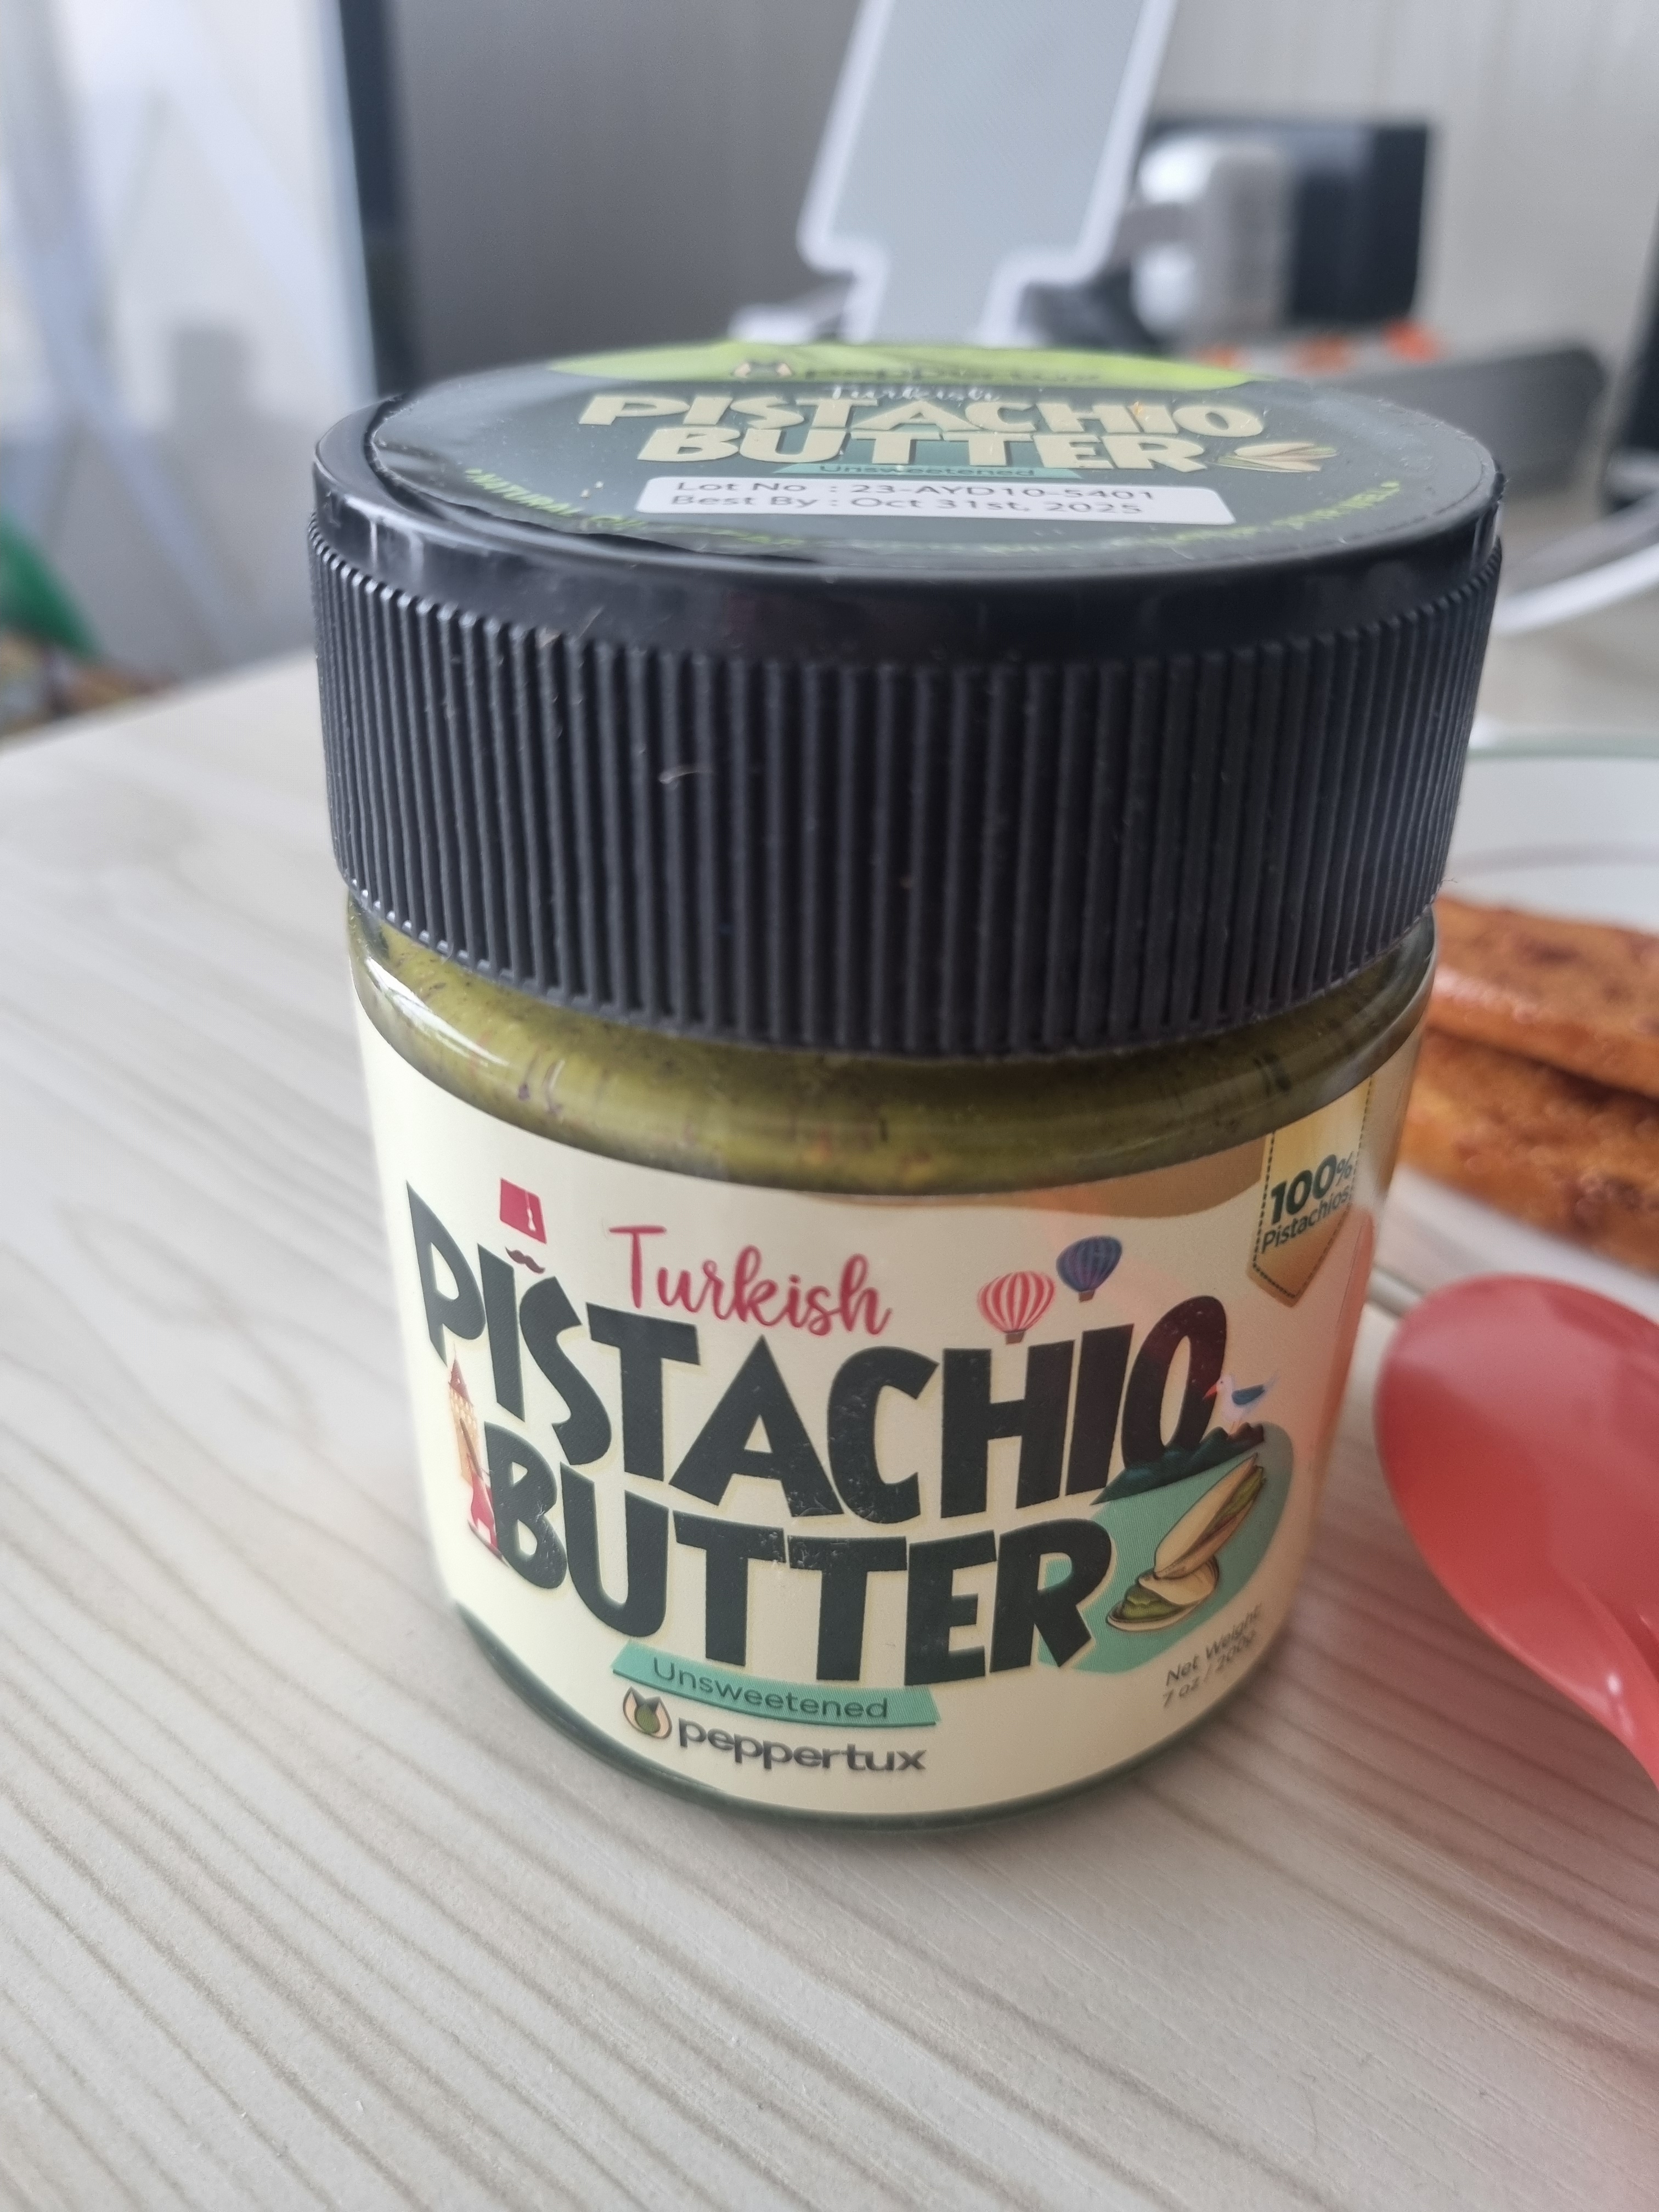 peppertux
Turkish
PISTACHIO
BUTTER
Unsweetened
Lot No : 23-AYD10-5401
Best By : Oct 31st, 2025
100%
Pistachios
Turkish
PISTACHIO
BUTTER
Unsweetened
Net Weight
7 oz / 200g
peppertux